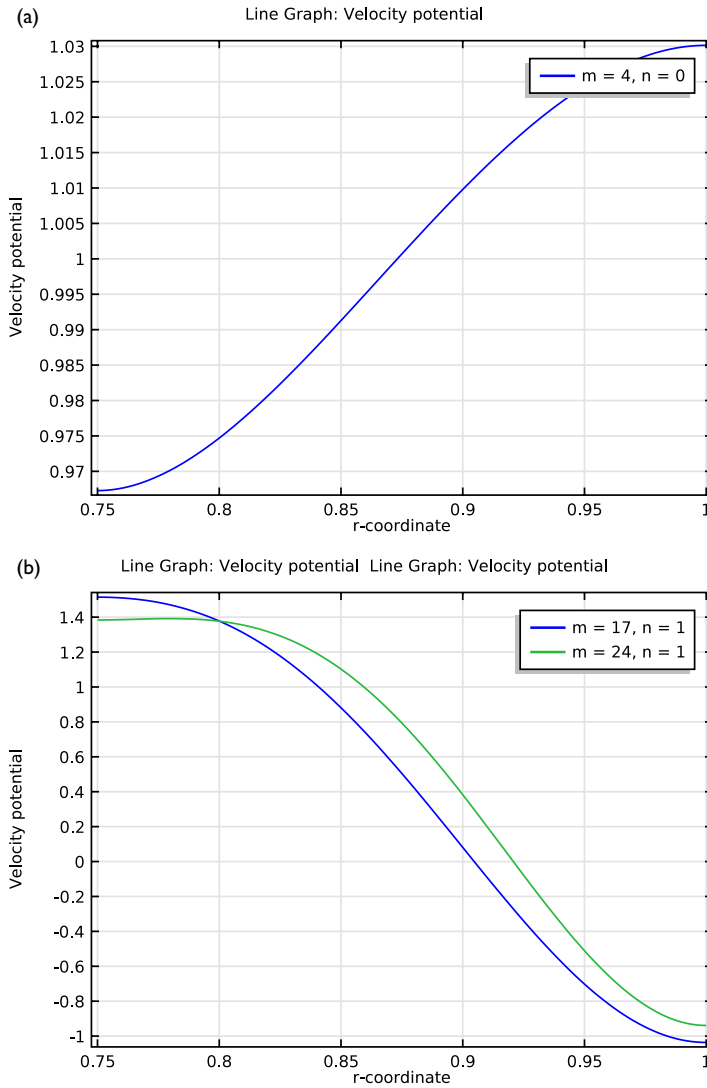 (a)
Line Graph: Velocity potential
1.03
1.025
1.02
1.015
1.01
1.005
1
0.995
0.99
0.985
0.98
0.975
0.97
Velocity potential
m = 4, n = 0
0.75 0.8 0.85 0.9 0.95 1
r-coordinate
(b)
Line Graph: Velocity potential Line Graph: Velocity potential
1.4
1.2
1
0.8
0.6
0.4
0.2
0
-0.2
-0.4
-0.6
-0.8
-1
Velocity potential
m = 17, n = 1
m = 24, n = 1
0.75 0.8 0.85 0.9 0.95 1
r-coordinate